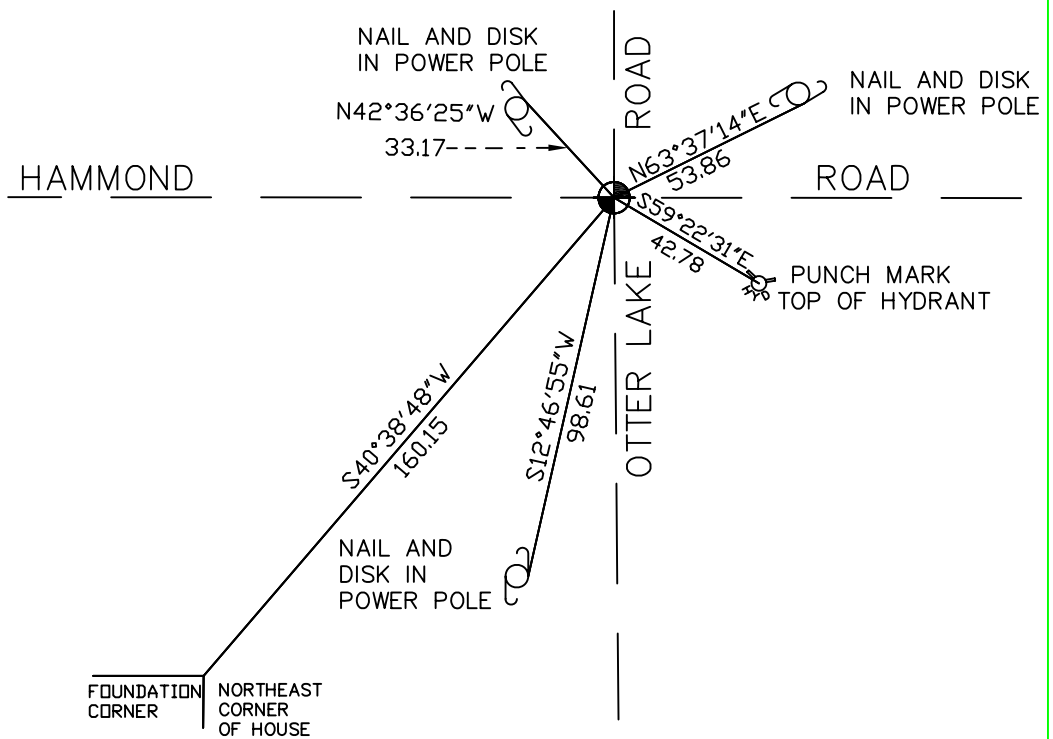 NAIL AND DISK
IN POWER POLE
N42°36'25"W
33.17
ROAD
NAIL AND DISK
IN POWER POLE
N63°37'14"E
53.86
HAMMOND
ROAD
S59°22'31"E
42.78
PUNCH MARK
TOP OF HYDRANT
OTTER LAKE
S40°38'48"W
160.15
S12°46'55"W
98.61
NAIL AND
DISK IN
POWER POLE
FOUNDATION
CORNER
NORTHEAST
CORNER
OF HOUSE
HYD